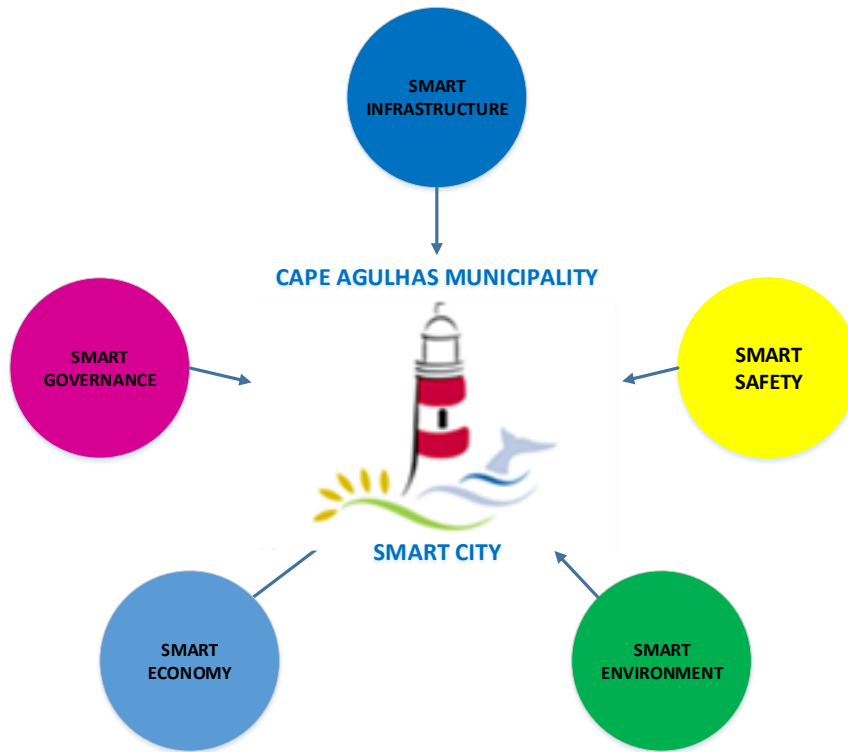 SMART
INFRASTRUCTURE
CAPE AGULHAS MUNICIPALITY
SMART
GOVERNANCE
SMART
SAFETY
SMART CITY
SMART
ECONOMY
SMART
ENVIRONMENT